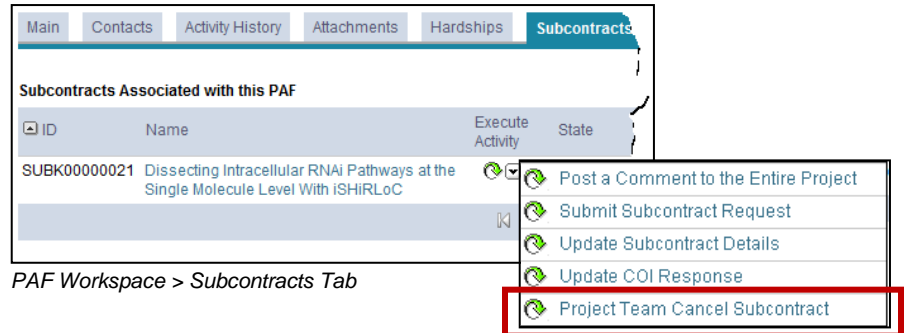 Main Contacts Activity History Attachments Hardships Subcontracts
Subcontracts Associated with this PAF
ID Name Execute Activity State
SUBK00000021 Dissecting Intracellular RNAi Pathways at the
Single Molecule Level With iSHiRLoC
Post a Comment to the Entire Project
Submit Subcontract Request
Update Subcontract Details
Update COI Response
Project Team Cancel Subcontract
PAF Workspace > Subcontracts Tab